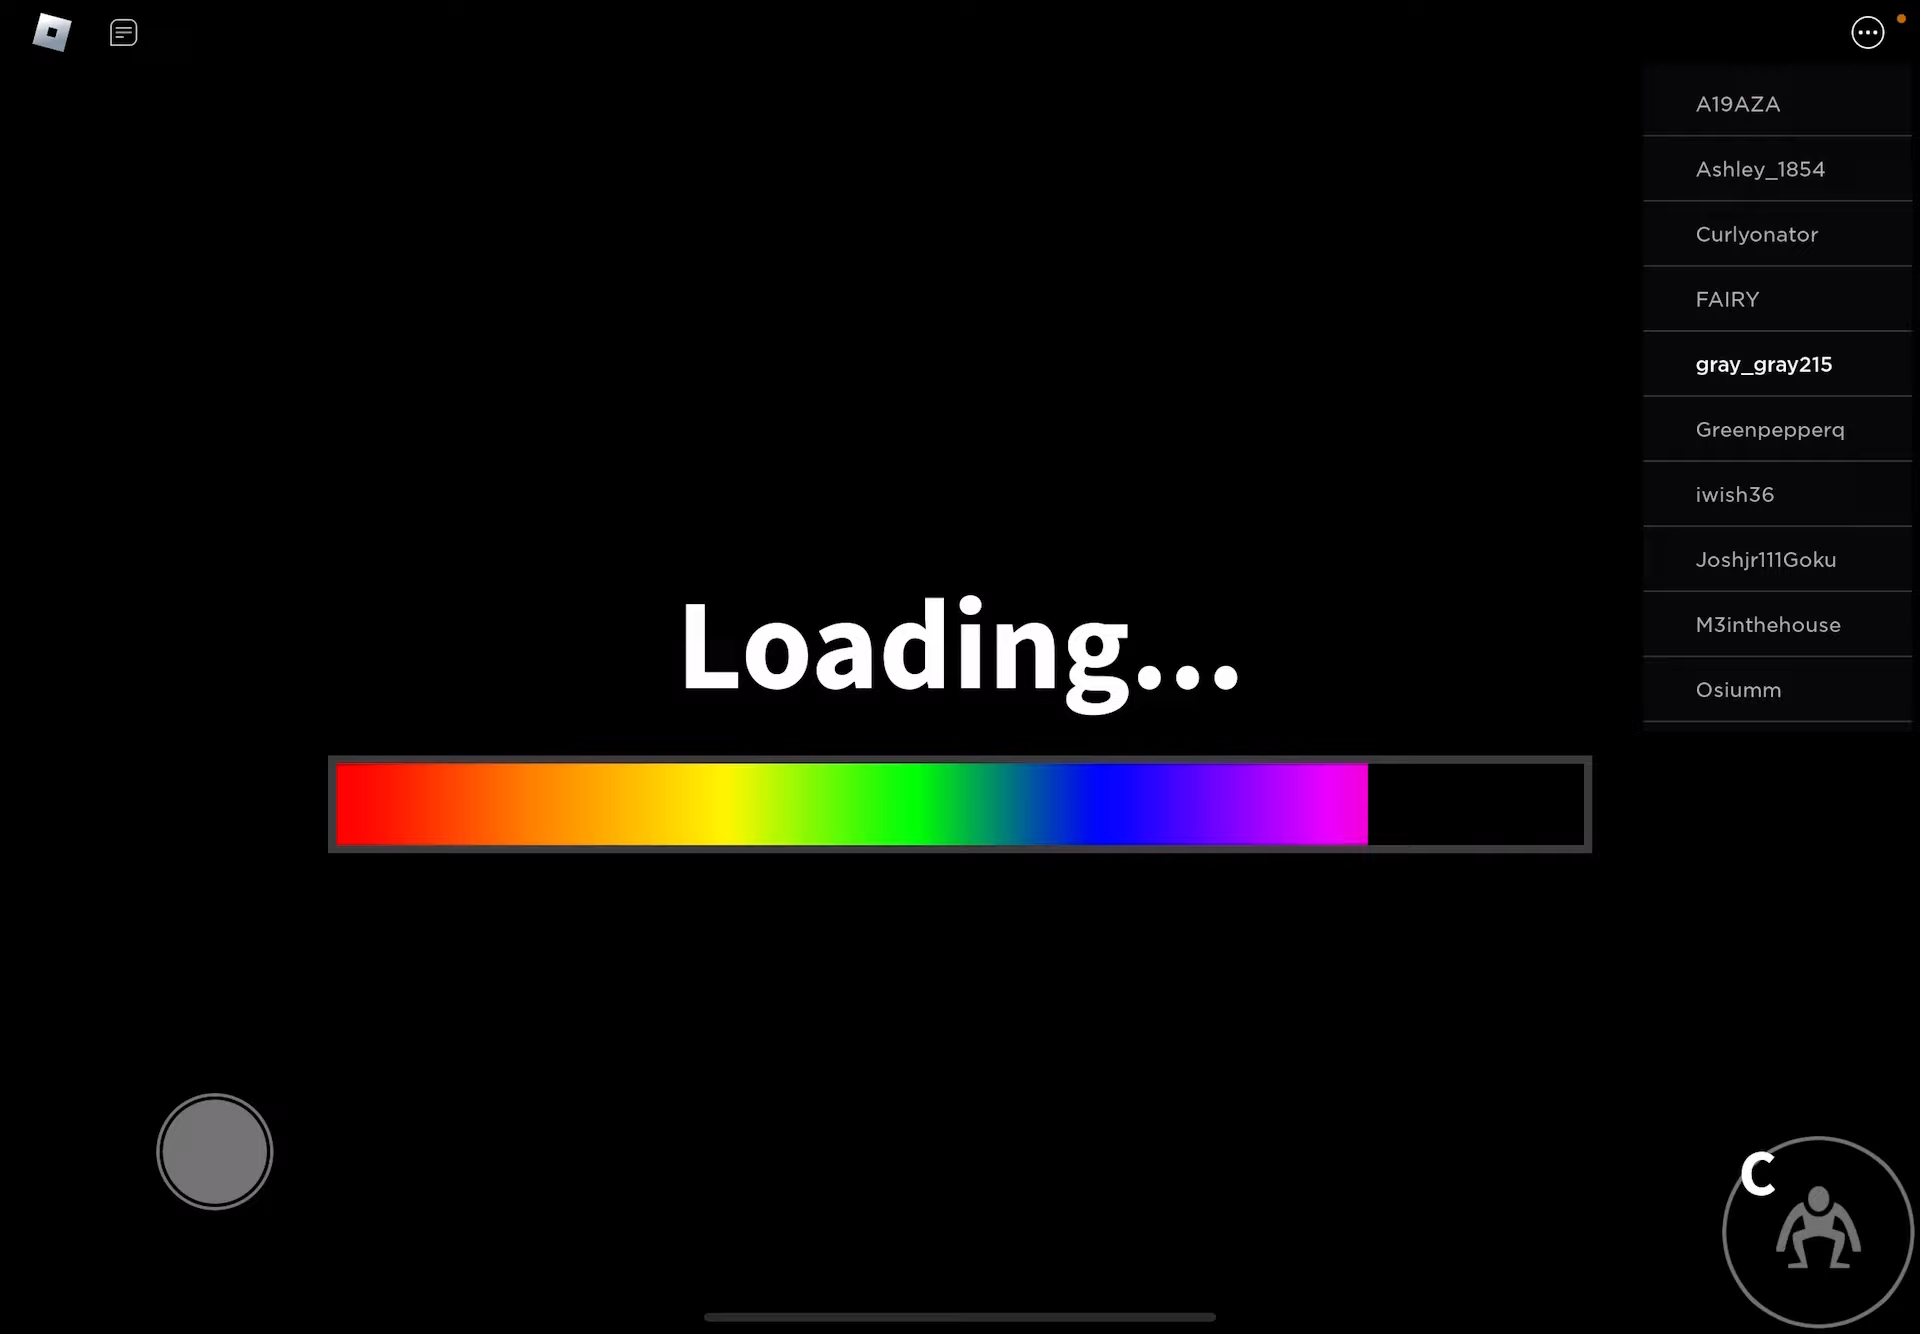 A19AZA
Ashley_1854
Curlyonator
FAIRY
gray_gray215
Greenpepperq
iwish36
Joshjr111Goku
M3inthehouse
Osiumm
Loading...
C